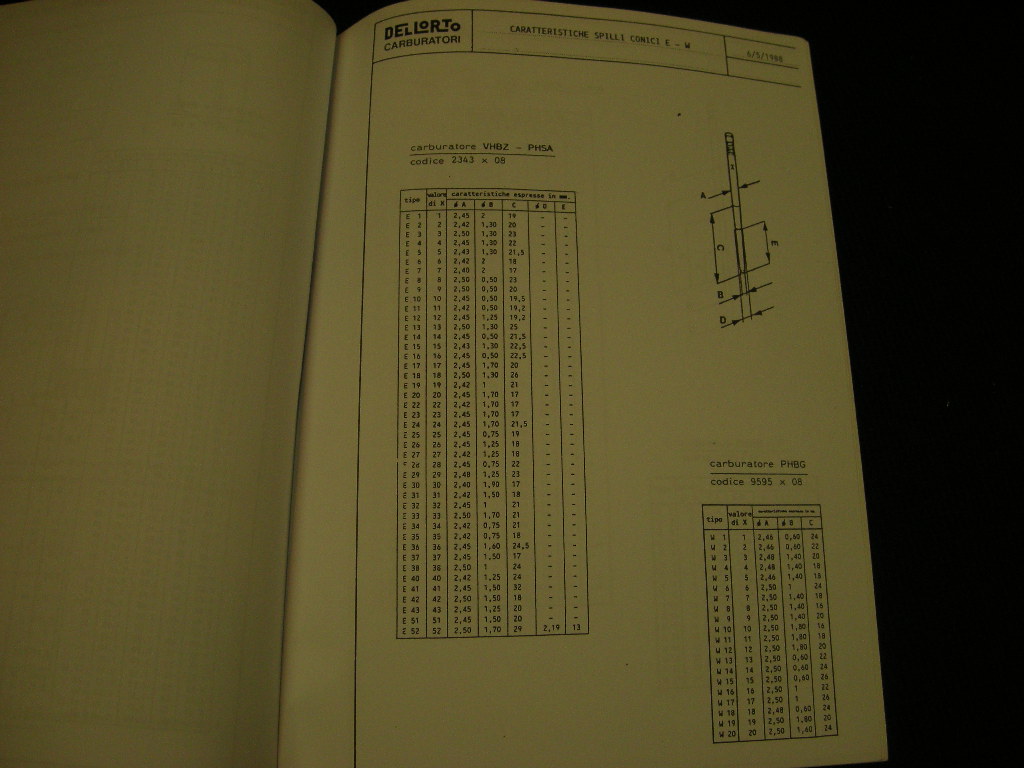 DELLORTO
CARBURATORI
CARATTERISTICHE SPILLI CONICI E - W
6/5/1988
carburatore VHBZ - PHSA
codice 2343 x 08
tipo valore di X caratteristiche espresse in mm.
ø A ø B C ø D E
E 1 1 2,45 2 19 - -
E 2 2 2,42 1,30 20 - -
E 3 3 2,50 1,30 23 - -
E 4 4 2,45 1,30 22 - -
E 5 5 2,43 1,30 21,5 - -
E 6 6 2,42 2 18 - -
E 7 7 2,40 2 17 - -
E 8 8 2,50 0,50 23 - -
E 9 9 2,50 0,50 20 - -
E 10 10 2,45 0,50 19,5 - -
E 11 11 2,42 0,50 19,2 - -
E 12 12 2,45 1,25 19,2 - -
E 13 13 2,50 1,30 25 - -
E 14 14 2,45 0,50 21,5 - -
E 15 15 2,43 1,30 22,5 - -
E 16 16 2,45 0,50 22,5 - -
E 17 17 2,45 1,70 20 - -
E 18 18 2,50 1,30 26 - -
E 19 19 2,42 1 21 - -
E 20 20 2,45 1,70 17 - -
E 22 22 2,42 1,70 17 - -
E 23 23 2,45 1,70 17 - -
E 24 24 2,45 1,70 21,5 - -
E 25 25 2,45 0,75 19 - -
E 26 26 2,45 1,25 18 - -
E 27 27 2,42 1,25 18 - -
E 28 28 2,45 0,75 22 - -
E 29 29 2,48 1,25 23 - -
E 30 30 2,40 1,90 17 - -
E 31 31 2,42 1,50 18 - -
E 32 32 2,45 1 21 - -
E 33 33 2,50 1,70 21 - -
E 34 34 2,42 0,75 21 - -
E 35 35 2,42 0,75 18 - -
E 36 36 2,45 1,60 24,5 - -
E 37 37 2,45 1,50 17 - -
E 38 38 2,50 1 24 - -
E 40 40 2,42 1,25 24 - -
E 41 41 2,45 1,50 32 - -
E 42 42 2,50 1,50 18 - -
E 43 43 2,45 1,25 20 - -
E 51 51 2,45 1,50 20 - -
E 52 52 2,50 1,70 29 2,19 13
A
C
E
B
D
carburatore PHBG
codice 9595 x 08
tipo valore di X caratteristiche espresse in mm.
ø A ø B C
W 1 1 2,46 0,60 24
W 2 2 2,46 0,60 22
W 3 3 2,48 1,40 20
W 4 4 2,48 1,40 18
W 5 5 2,46 1,40 18
W 6 6 2,50 1 24
W 7 7 2,50 1,40 18
W 8 8 2,50 1,40 16
W 9 9 2,50 1,40 20
W 10 10 2,50 1,80 16
W 11 11 2,50 1,80 18
W 12 12 2,50 1,80 20
W 13 13 2,50 0,60 22
W 14 14 2,50 0,60 24
W 15 15 2,50 0,60 26
W 16 16 2,50 1 22
W 17 17 2,50 1 26
W 18 18 2,48 0,60 24
W 19 19 2,50 1,80 20
W 20 20 2,50 1,40 24